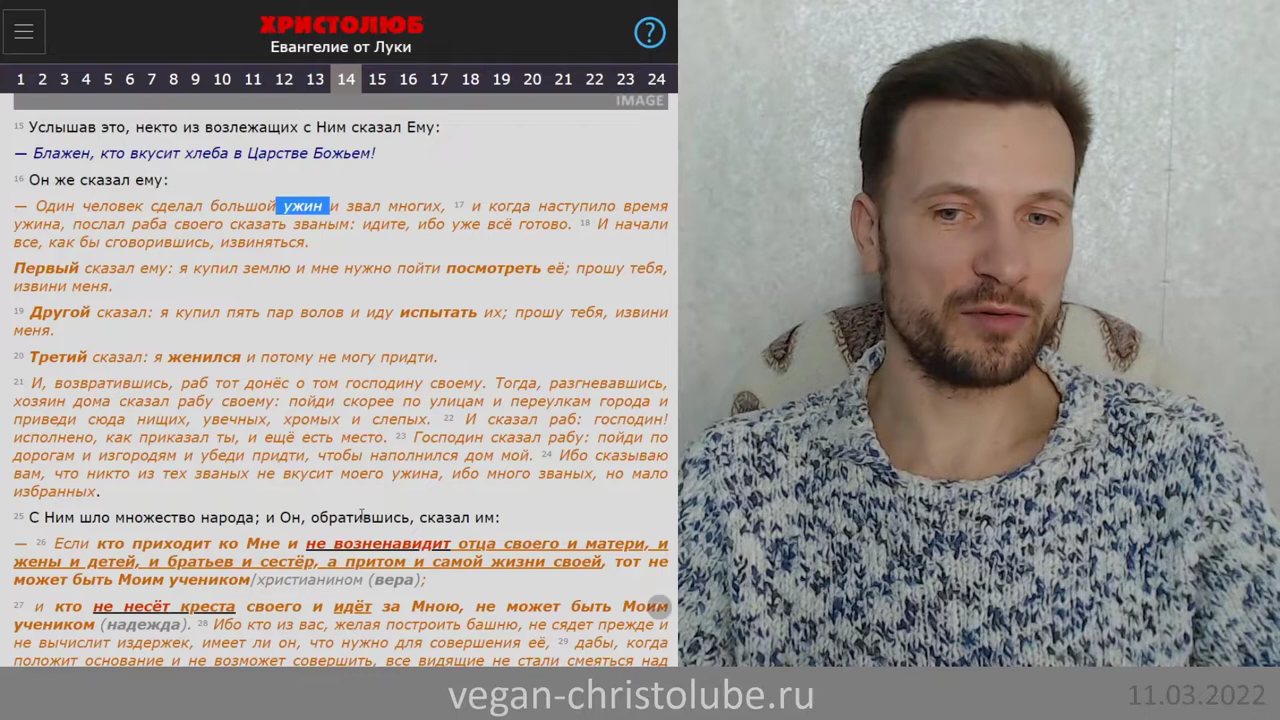 ХРИСТОЛЮБ
Евангелие от Луки
?
1 2 3 4 5 6 7 8 9 10 11 12 13 14 15 16 17 18 19 20 21 22 23 24
IMAGE
15 Услышав это, некто из возлежащих с Ним сказал Ему:
— Блажен, кто вкусит хлеба в Царстве Божьем!
16 Он же сказал ему:
— Один человек сделал большой ужин и звал многих, 17 и когда наступило время
ужина, послал раба своего сказать званым: идите, ибо уже всё готово. 18 И начали
все, как бы сговорившись, извиняться.
Первый сказал ему: я купил землю и мне нужно пойти посмотреть её; прошу тебя,
извини меня.
19 Другой сказал: я купил пять пар волов и иду испытать их; прошу тебя, извини
меня.
20 Третий сказал: я женился и потому не могу придти.
21 И, возвратившись, раб тот донёс о том господину своему. Тогда, разгневавшись,
хозяин дома сказал рабу своему: пойди скорее по улицам и переулкам города и
приведи сюда нищих, увечных, хромых и слепых. 22 И сказал раб: господин!
исполнено, как приказал ты, и ещё есть место. 23 Господин сказал рабу: пойди по
дорогам и изгородям и убеди придти, чтобы наполнился дом мой. 24 Ибо сказываю
вам, что никто из тех званых не вкусит моего ужина, ибо много званых, но мало
избранных.
25 С Ним шло множество народа; и Он, обратившись, сказал им:
— 26 Если кто приходит ко Мне и не возненавидит отца своего и матери, и
жены и детей, и братьев и сестёр, а притом и самой жизни своей, тот не
может быть Моим учеником/христианином (вера);
27 и кто не несёт креста своего и идёт за Мною, не может быть Моим
учеником (надежда). 28 Ибо кто из вас, желая построить башню, не сядет прежде и
не вычислит издержек, имеет ли он, что нужно для совершения её, 29 дабы, когда
положит основание и не возможет совершить, все видящие не стали смеяться над
vegan-christolube.ru
11.03.2022